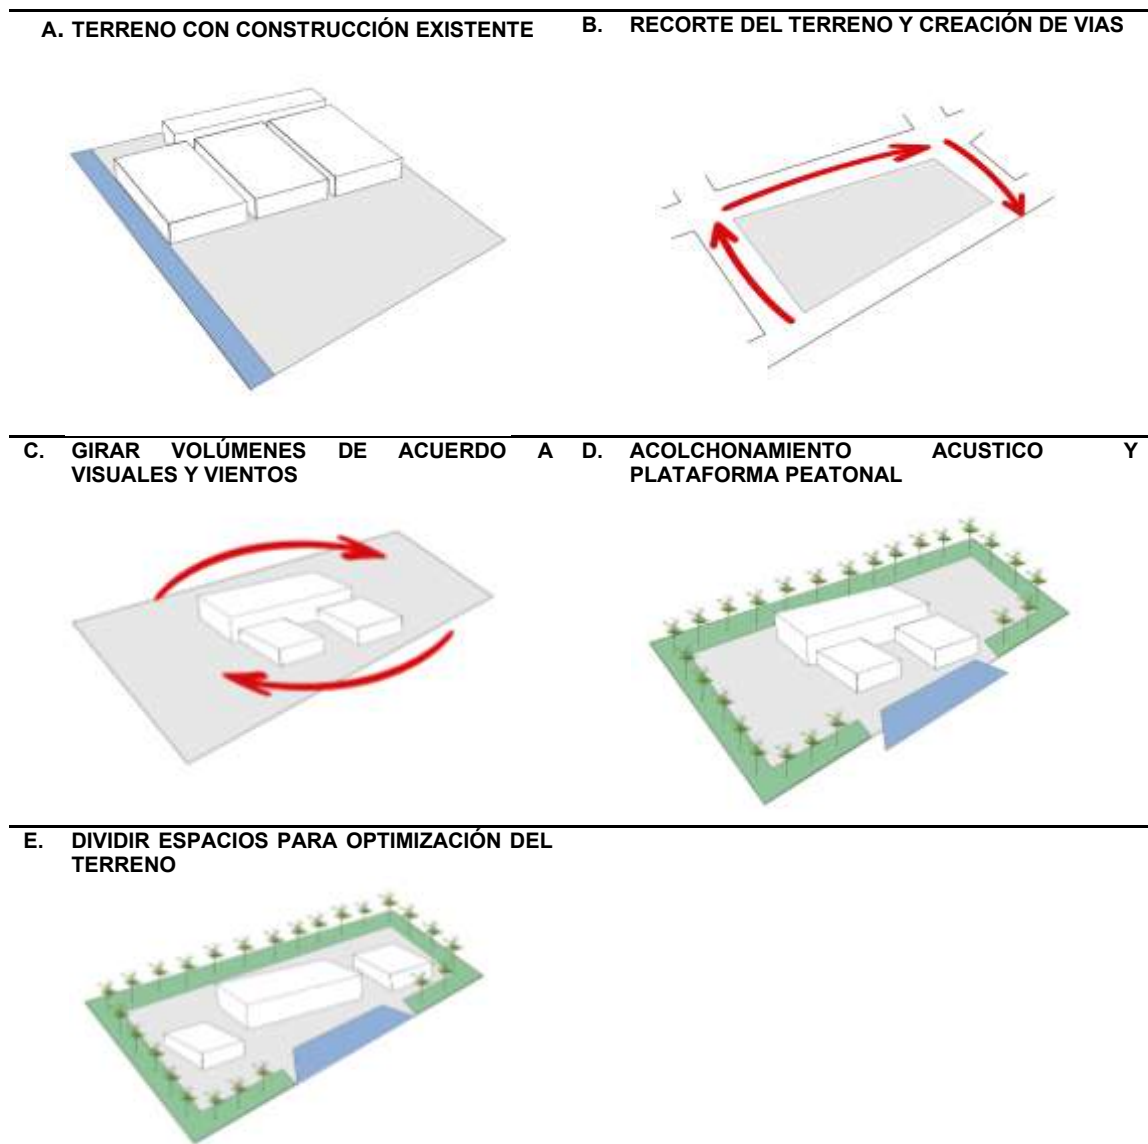 A. TERRENO CON CONSTRUCCIÓN EXISTENTE
B. RECORTE DEL TERRENO Y CREACIÓN DE VIAS
C. GIRAR VOLÚMENES DE ACUERDO A
VISUALES Y VIENTOS
D. ACOLCHONAMIENTO ACUSTICO Y
PLATAFORMA PEATONAL
E. DIVIDIR ESPACIOS PARA OPTIMIZACIÓN DEL
TERRENO